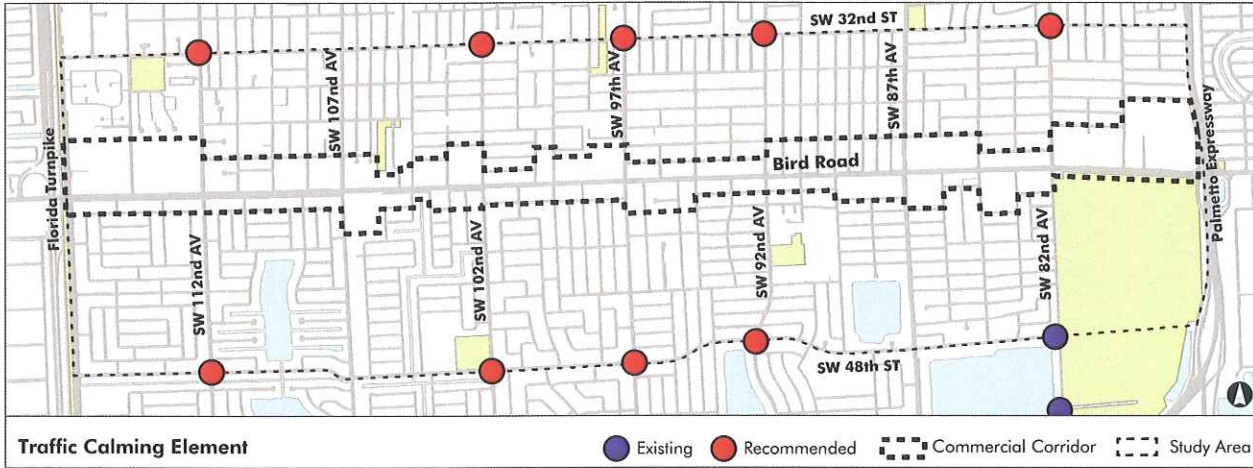 SW 32nd ST
SW 107nd AV
SW 97th AV
SW 87th AV
Bird Road
Florida Turnpike
Palmetto Expressway
SW 112nd AV
SW 102nd AV
SW 92nd AV
SW 82nd AV
SW 48th ST
Traffic Calming Element
Existing
Recommended
Commercial Corridor
Study Area